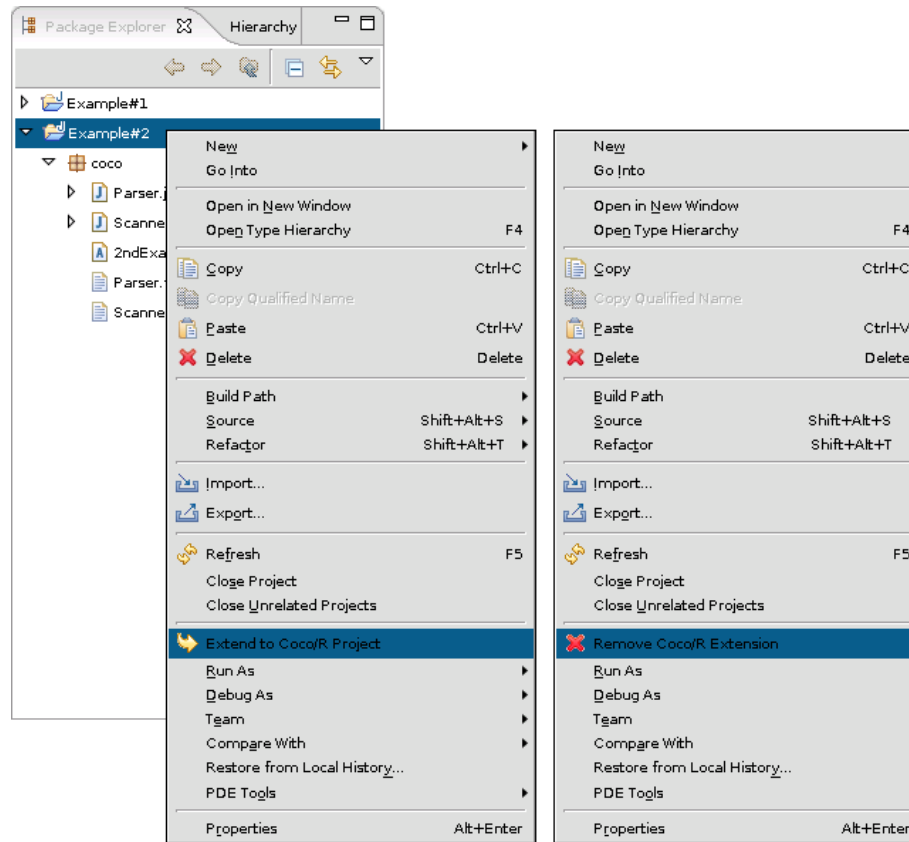 Package Explorer Hierarchy
Example#1
Example#2
coco
Parser.j
Scanne
2ndExa
Parser.
Scanne
New
Go Into
Open in New Window
Open Type Hierarchy F4
Copy Ctrl+C
Copy Qualified Name
Paste Ctrl+V
Delete Delete
Build Path
Source Shift+Alt+S
Refactor Shift+Alt+T
Import...
Export...
Refresh F5
Close Project
Close Unrelated Projects
Extend to Coco/R Project
Run As
Debug As
Team
Compare With
Restore from Local History...
PDE Tools
Properties Alt+Enter
New
Go Into
Open in New Window
Open Type Hierarchy F4
Copy Ctrl+C
Copy Qualified Name
Paste Ctrl+V
Delete Delete
Build Path
Source Shift+Alt+S
Refactor Shift+Alt+T
Import...
Export...
Refresh F5
Close Project
Close Unrelated Projects
Remove Coco/R Extension
Run As
Debug As
Team
Compare With
Restore from Local History...
PDE Tools
Properties Alt+Enter